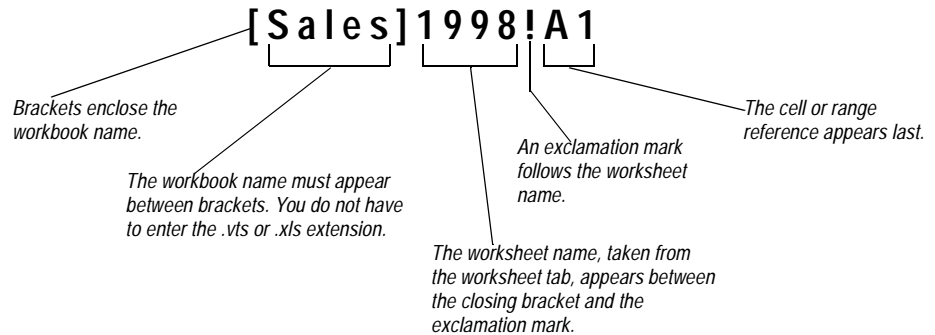 [Sales]1998!A1
Brackets enclose the
workbook name.
The cell or range
reference appears last.
An exclamation mark
follows the worksheet
name.
The workbook name must appear
between brackets. You do not have
to enter the .vts or .xls extension.
The worksheet name, taken from
the worksheet tab, appears between
the closing bracket and the
exclamation mark.